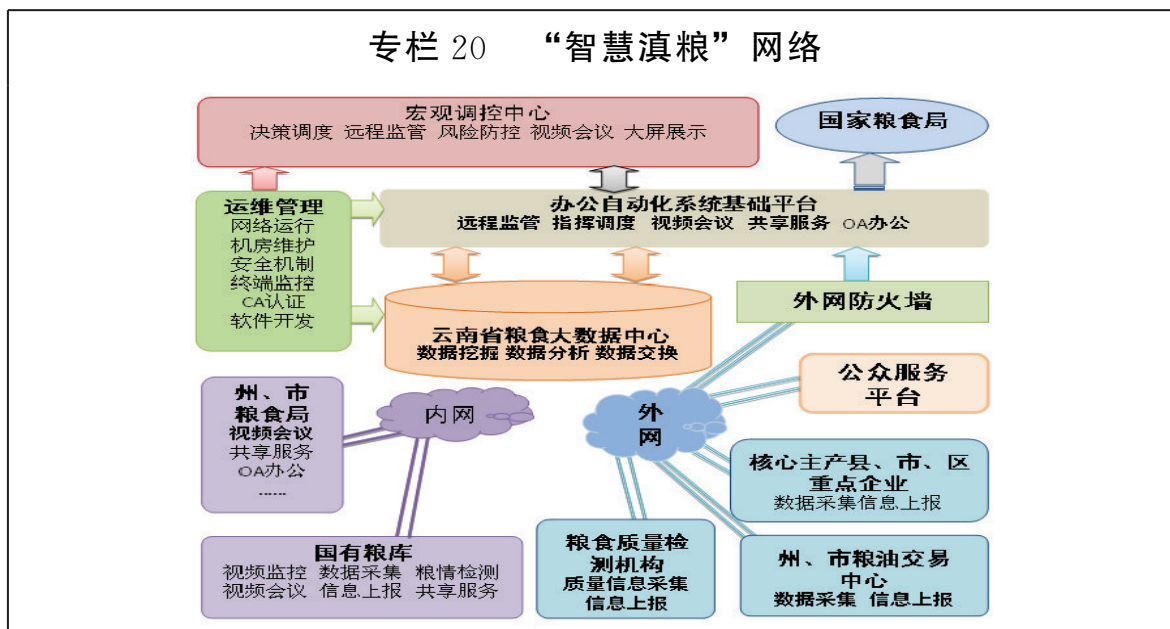 专栏 20 “智慧滇粮”网络
宏观调控中心
决策调度 远程监管 风险防控 视频会议 大屏展示
国家粮食局
运维管理
网络运行
机房维护
安全机制
终端监控
CA认证
软件开发
办公自动化系统基础平台
远程监管 指挥调度 视频会议 共享服务 OA办公
外网防火墙
云南省粮食大数据中心
数据挖掘 数据分析 数据交换
公众服务
平台
州、市
粮食局
视频会议
共享服务
OA办公
……
内网
外
网
核心主产县、市、区
重点企业
数据采集信息上报
国有粮库
视频监控 数据采集 粮情检测
视频会议 信息上报 共享服务
粮食质量检
测机构
质量信息采集
信息上报
州、市粮油交易
中心
数据采集 信息上报